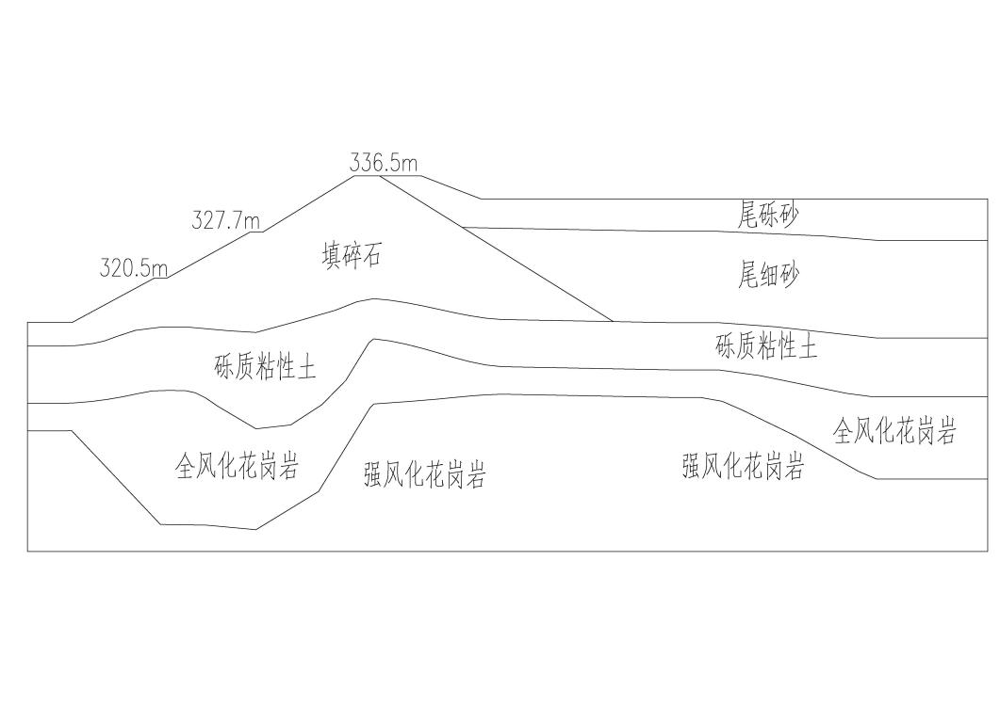 336.5m
尾砾砂
327.7m
填碎石
320.5m
尾细砂
砾质粘性土
砾质粘性土
全风化花岗岩
全风化花岗岩
强风化花岗岩
强风化花岗岩